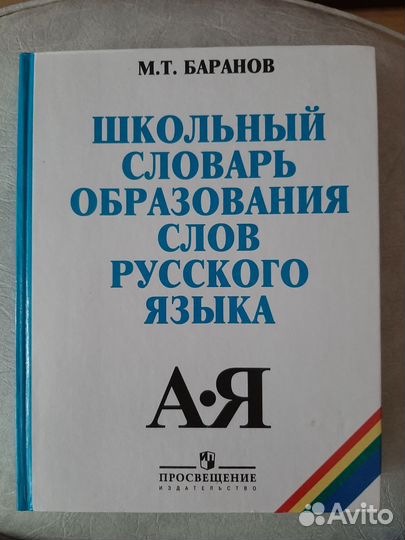 М.Т. БАРАНОВ
ШКОЛЬНЫЙ
СЛОВАРЬ
ОБРАЗОВАНИЯ
СЛОВ
РУССКОГО
ЯЗЫКА
А•Я
ПРОСВЕЩЕНИЕ
ИЗДАТЕЛЬСТВО
Avito